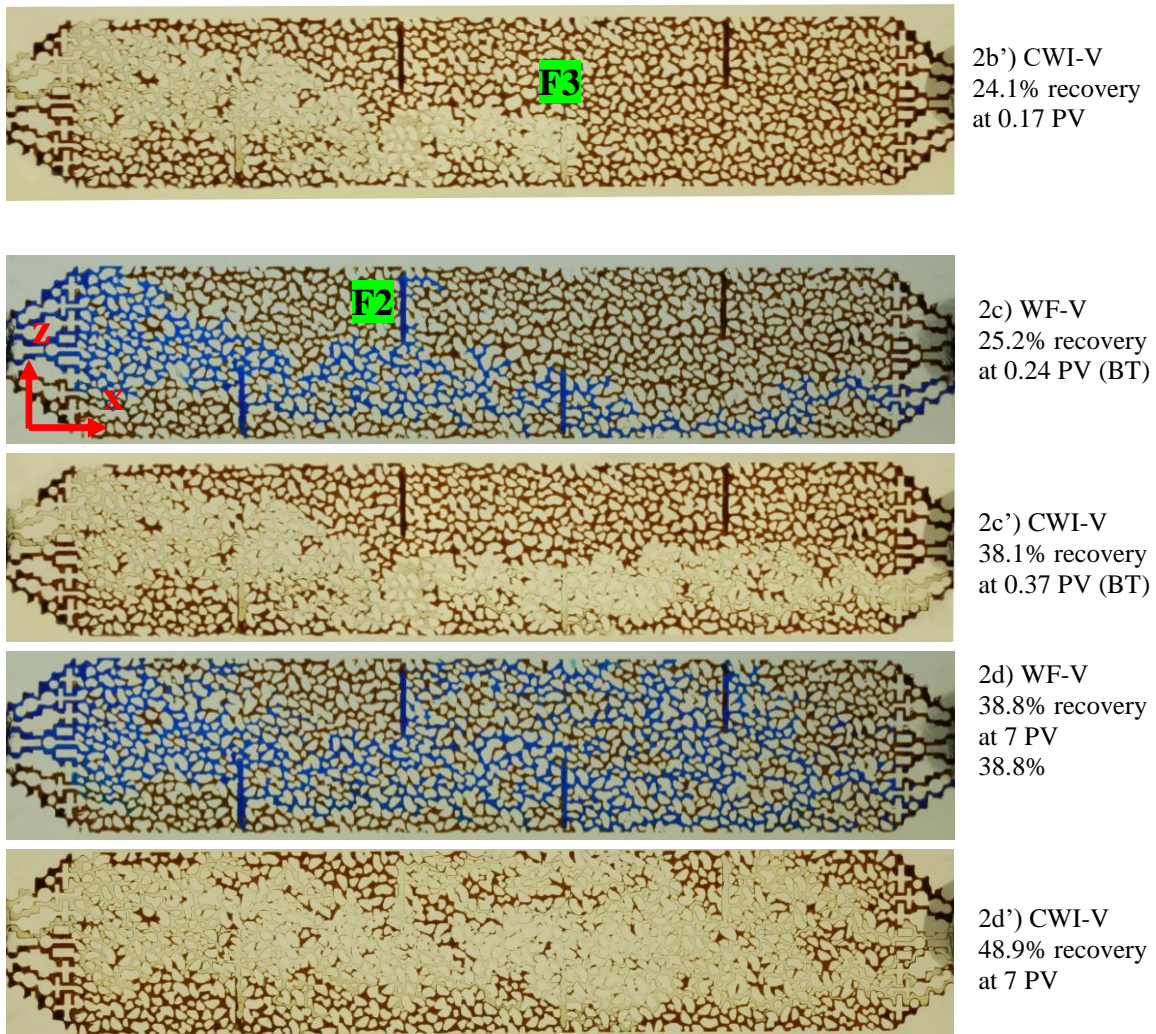 F3
2b') CWI-V
24.1% recovery
at 0.17 PV
F2
Z
X
2c) WF-V
25.2% recovery
at 0.24 PV (BT)
2c’) CWI-V
38.1% recovery
at 0.37 PV (BT)
2d) WF-V
38.8% recovery
at 7 PV
38.8%
2d’) CWI-V
48.9% recovery
at 7 PV